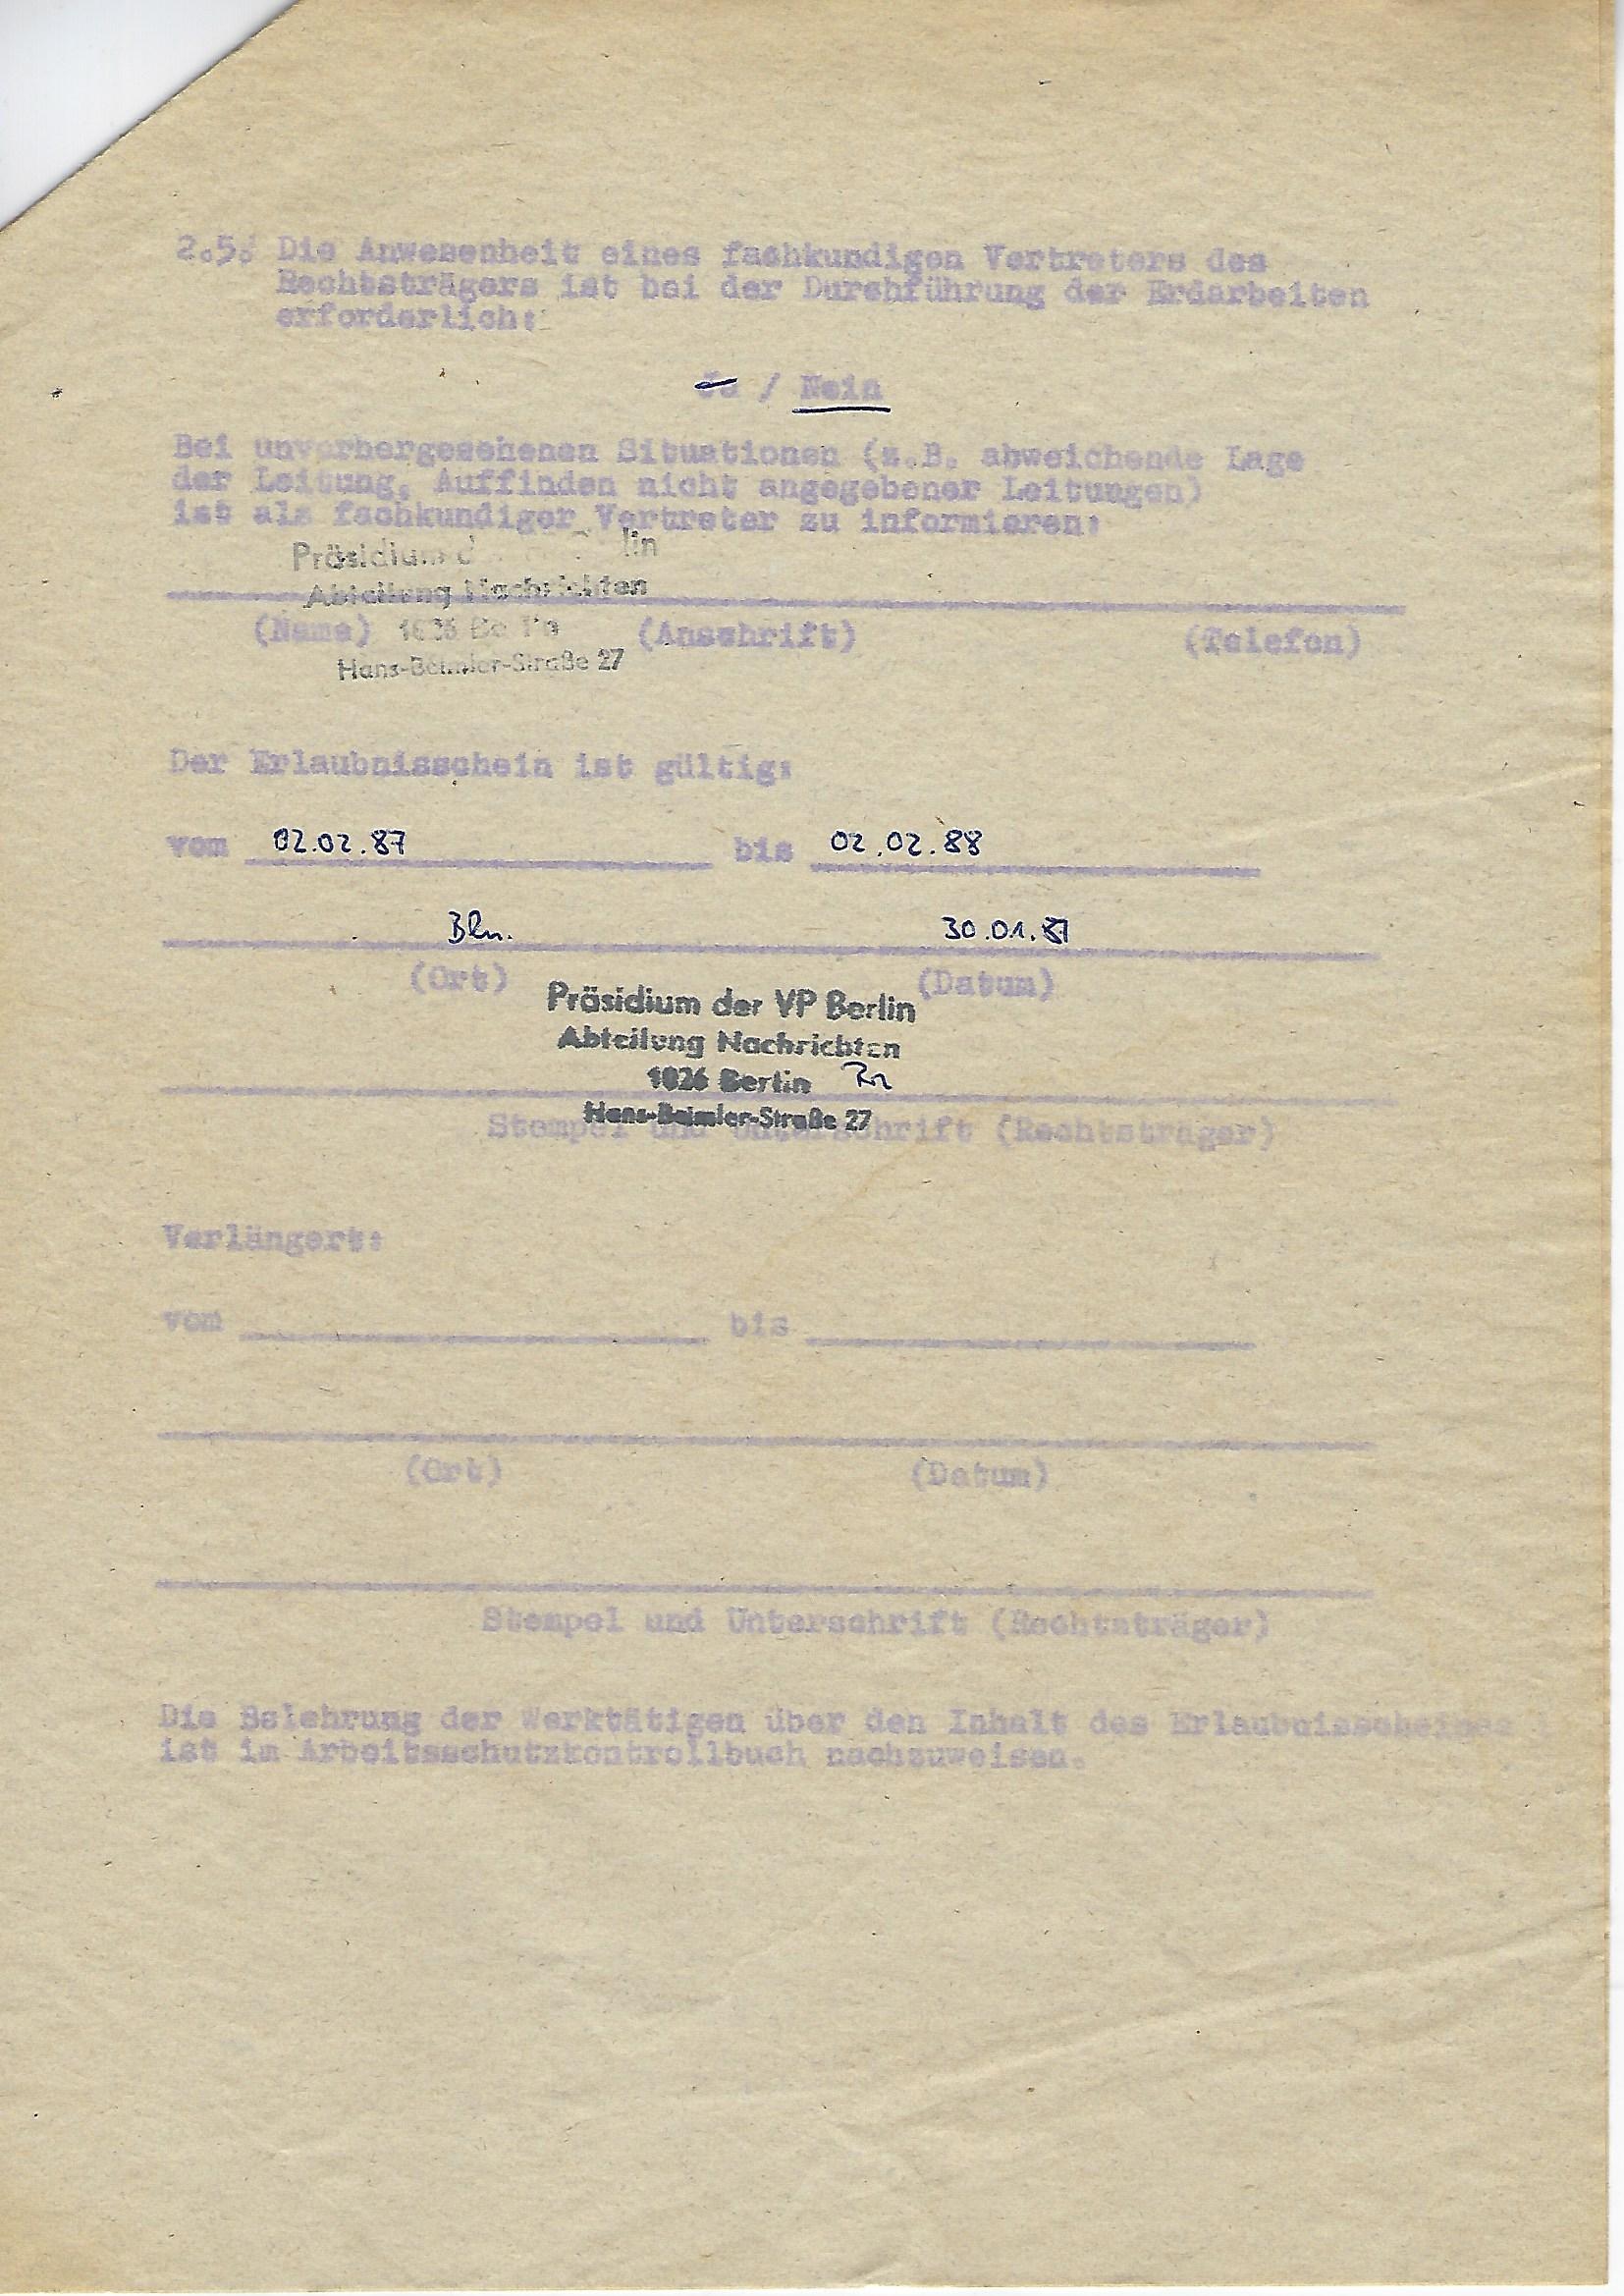 2.5. Die Anwesenheit eines fachkundigen Vertreters des
Rechtsträgers ist bei der Durchführung der Erdarbeiten
erforderlich:
Ja / Nein
Bei unvorhergesehenen Situationen (z.B. abweichende Lage
der Leitung, Auffinden nicht angegebener Leitungen)
ist als fachkundiger Vertreter zu informieren:
Präsidium d lin
Abteilung Nachrichten
(Name) (Anschrift) (Telefon)
Hans-Beimler-Straße 27
Der Erlaubnisschein ist gültig:
vom 02.02.87 bis 02.02.88
Bln. 30.01.87
(Ort) (Datum)
Präsidium der VP Berlin
Abteilung Nachrichten
1026 Berlin
Hans-Beimler-Straße 27
Stempel und Unterschrift (Rechtsträger)
Verlängert:
vom bis
(Ort) (Datum)
Stempel und Unterschrift (Rechtsträger)
Die Belehrung der Werktätigen über den Inhalt des Erlaubnisscheines
ist im Arbeitsschutzkontrollbuch nachzuweisen.